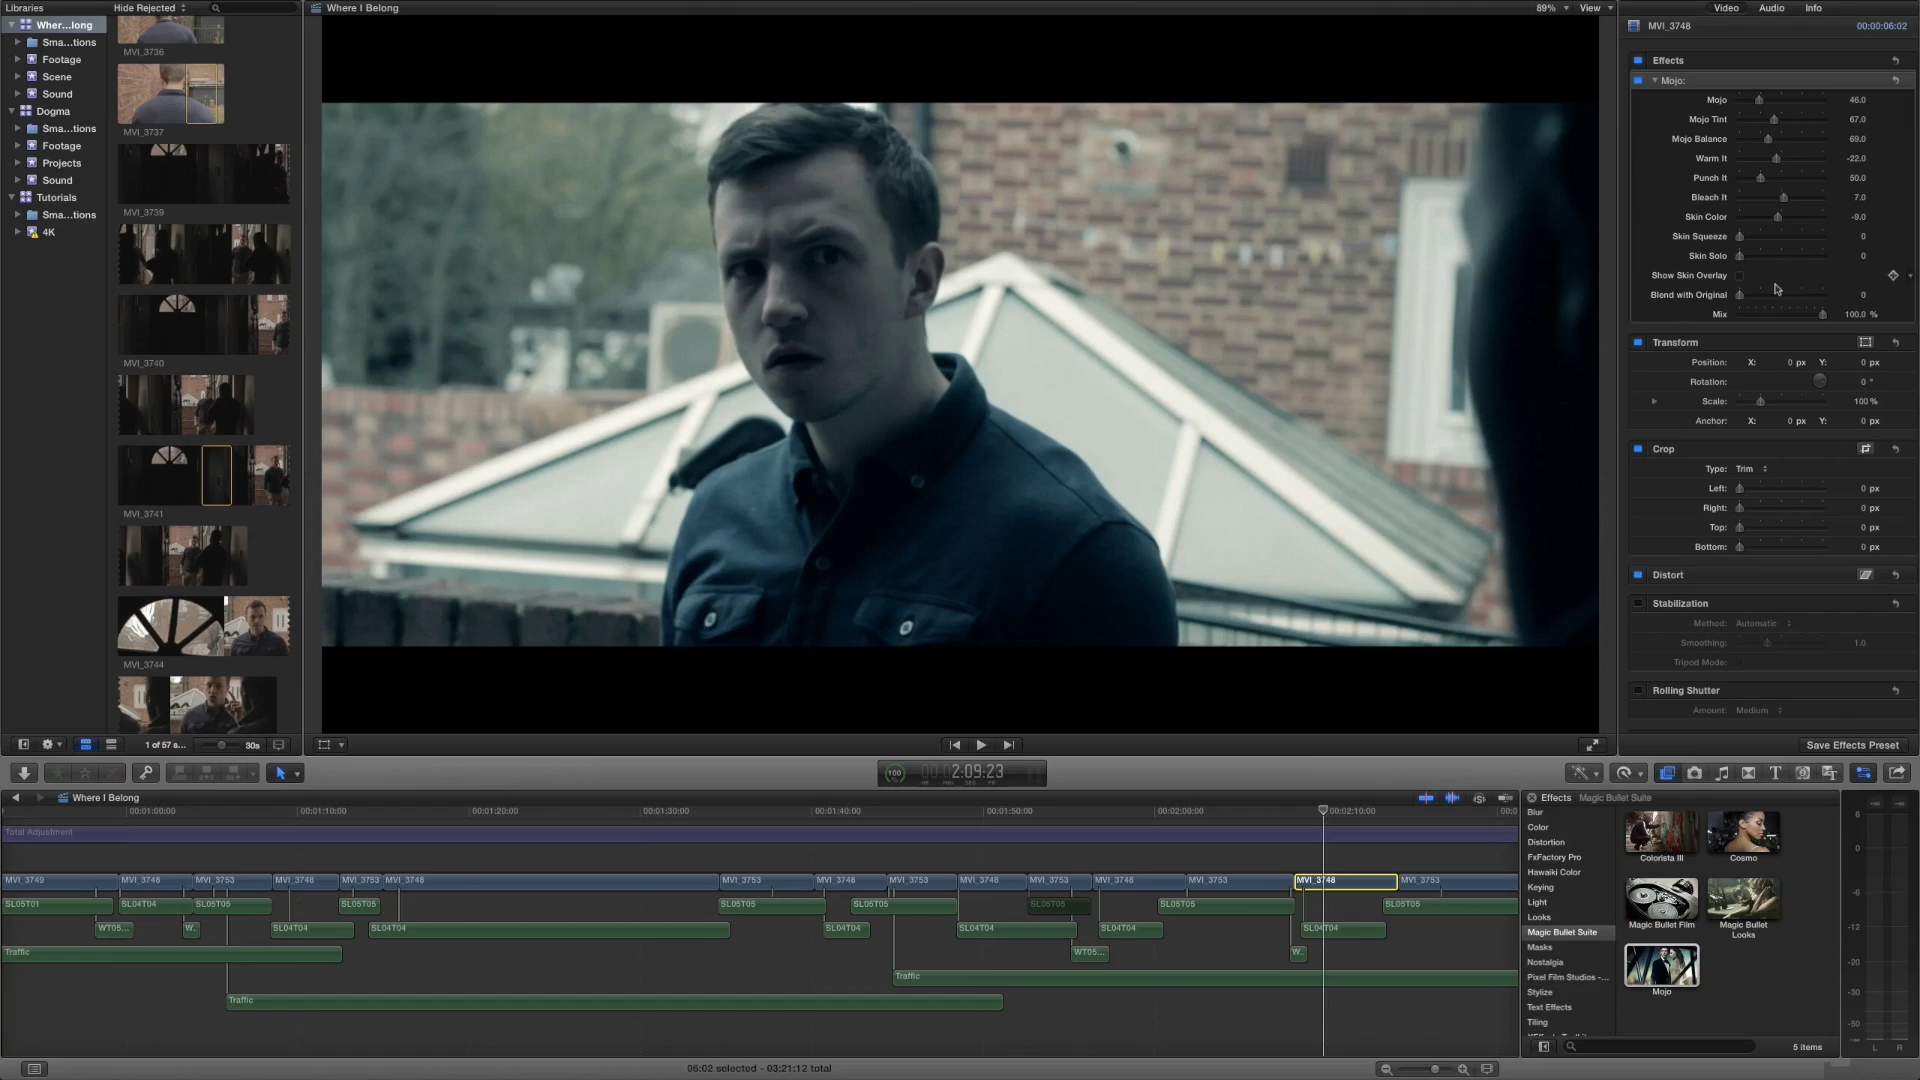 Libraries
Hide Rejected
Where I Belong
89%
View
Video
Audio
Info
Wher...long
Sma...tions
Footage
Scene
Sound
Dogma
Sma...tions
Footage
Projects
Sound
Tutorials
Sma...tions
4K
MVI_3736
MVI_3737
MVI_3739
MVI_3740
MVI_3741
MVI_3744
1 of 57 s...
30s
MVI_3748
00:00:06:02
Effects
Mojo:
Mojo 46.0
Mojo Tint 67.0
Mojo Balance 69.0
Warm It -22.0
Punch It 50.0
Bleach It 7.0
Skin Color -9.0
Skin Squeeze 0
Skin Solo 0
Show Skin Overlay
Blend with Original 0
Mix 100.0 %
Transform
Position: X: 0 px Y: 0 px
Rotation: 0 °
Scale: 100 %
Anchor: X: 0 px Y: 0 px
Crop
Type: Trim
Left: 0 px
Right: 0 px
Top: 0 px
Bottom: 0 px
Distort
Stabilization
Method: Automatic
Smoothing: 1.0
Tripod Mode:
Rolling Shutter
Amount: Medium
Save Effects Preset
100
2:09:23
Where I Belong
00:01:00:00
00:01:10:00
00:01:20:00
00:01:30:00
00:01:40:00
00:01:50:00
00:02:00:00
00:02:10:00
Total Adjustment
MVI_3749
MVI_3748
MVI_3753
MVI_3748
MVI_3753
MVI_3748
MVI_3753
MVI_3748
MVI_3753
MVI_3748
MVI_3753
MVI_3748
MVI_3753
MVI_3748
MVI_3753
SL05T01
SL04T04
SL05T05
SL05T05
SL05T05
SL05T05
SL05T05
SL05T05
SL05T05
WT05...
W..
SL04T04
SL04T04
SL04T04
SL04T04
SL04T04
SL04T04
Traffic
WT05...
W..
Traffic
Traffic
Effects Magic Bullet Suite
Blur
Color
Distortion
FxFactory Pro
Hawaiki Color
Keying
Light
Looks
Magic Bullet Suite
Masks
Nostalgia
Pixel Film Studios -...
Stylize
Text Effects
Tiling
Colorista III
Cosmo
Magic Bullet Film
Magic Bullet
Looks
Mojo
5 items
6
0
-6
-12
-20
-30
-50
L
R
06:02 selected - 03:21:12 total